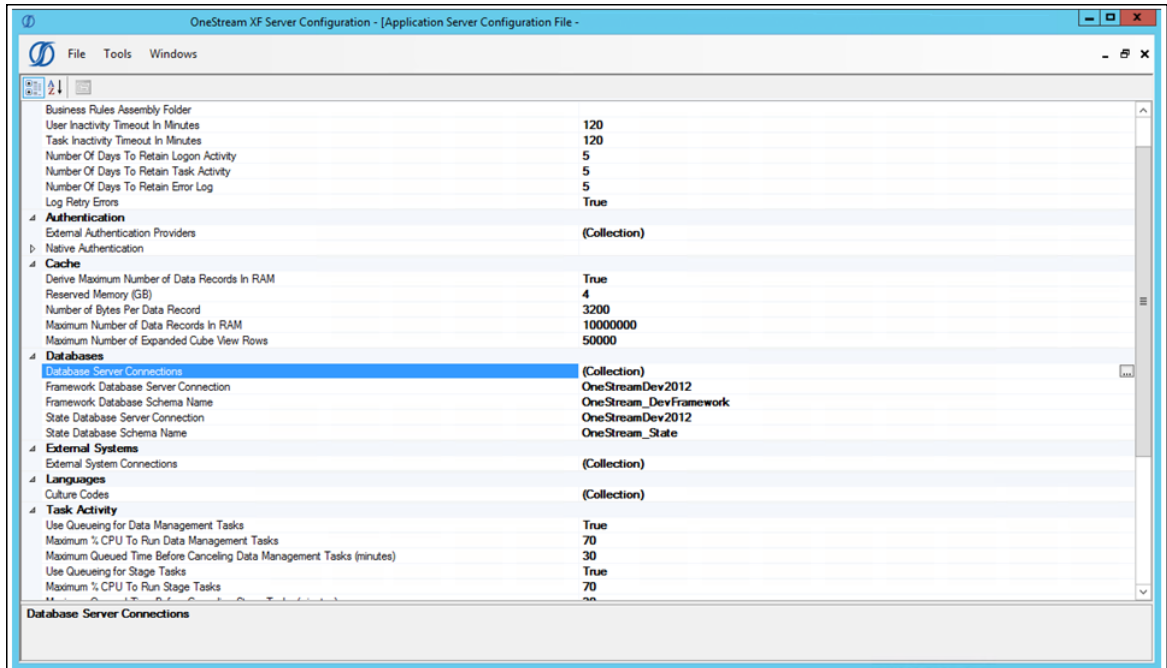 OneStream XF Server Configuration - [Application Server Configuration File -
File Tools Windows
Business Rules Assembly Folder
User Inactivity Timeout In Minutes 120
Task Inactivity Timeout In Minutes 120
Number Of Days To Retain Logon Activity 5
Number Of Days To Retain Task Activity 5
Number Of Days To Retain Error Log 5
Log Retry Errors True
Authentication
External Authentication Providers (Collection)
Native Authentication
Cache
Derive Maximum Number of Data Records In RAM True
Reserved Memory (GB) 4
Number of Bytes Per Data Record 3200
Maximum Number of Data Records In RAM 10000000
Maximum Number of Expanded Cube View Rows 50000
Databases
Database Server Connections (Collection) ...
Framework Database Server Connection OneStreamDev2012
Framework Database Schema Name OneStream_DevFramework
State Database Server Connection OneStreamDev2012
State Database Schema Name OneStream_State
External Systems
External System Connections (Collection)
Languages
Culture Codes (Collection)
Task Activity
Use Queueing for Data Management Tasks True
Maximum % CPU To Run Data Management Tasks 70
Maximum Queued Time Before Canceling Data Management Tasks (minutes) 30
Use Queueing for Stage Tasks True
Maximum % CPU To Run Stage Tasks 70
Database Server Connections